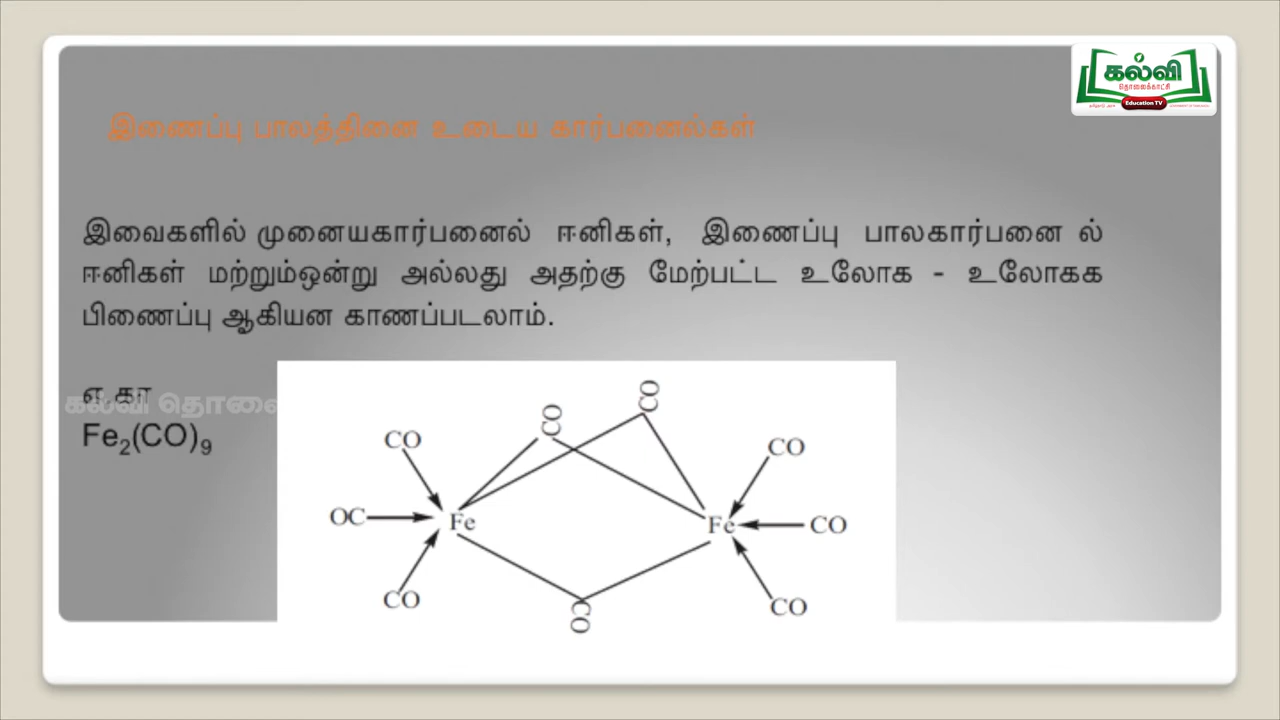 கல்வி
தொலைக்காட்சி
Education TV
இணைப்பு பாலத்தினை உடைய கார்பனைல்கள்
இவைகளில் முனையகார்பனைல் ஈனிகள், இணைப்பு பாலகார்பனை ல்
ஈனிகள் மற்றும்ஒன்று அல்லது அதற்கு மேற்பட்ட உலோக - உலோகக
பிணைப்பு ஆகியன காணப்படலாம்.
எ.கா
கல்வி தொலை
Fe₂(CO)₉
CO
CO
CO
CO
OC
Fe
Fe
CO
CO
CO
CO